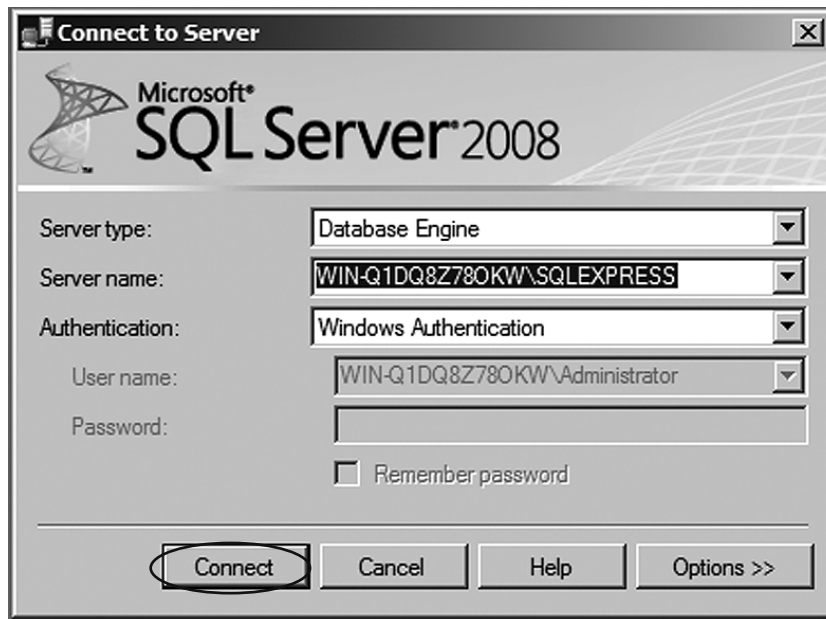 Connect to Server
Microsoft®
SQL Server® 2008
Server type:
Database Engine
Server name:
WIN-Q1DQ8Z78OKW\SQLEXPRESS
Authentication:
Windows Authentication
User name:
WIN-Q1DQ8Z78OKW\Administrator
Password:
Remember password
Connect
Cancel
Help
Options >>